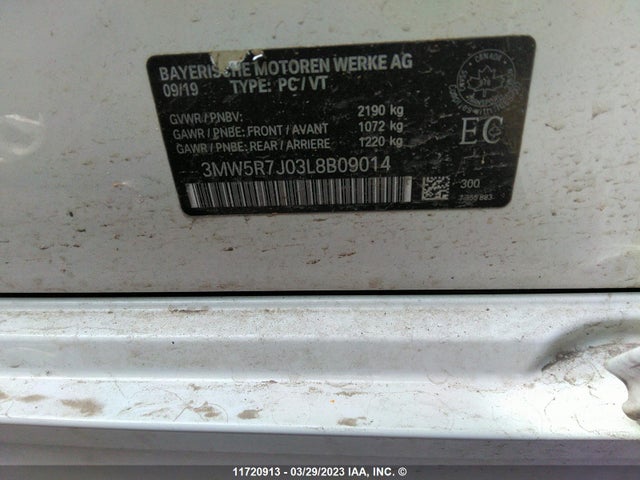 BAYERISCHE MOTOREN WERKE AG
09/19 TYPE: PC / VT
GVWR / PNBV: 2190 kg
GAWR / PNBE: FRONT / AVANT 1072 kg
GAWR / PNBE: REAR / ARRIERE 1220 kg
EC
3MW5R7J03L8B09014
300
CANADA
11720913 - 03/29/2023 IAA, INC. ©